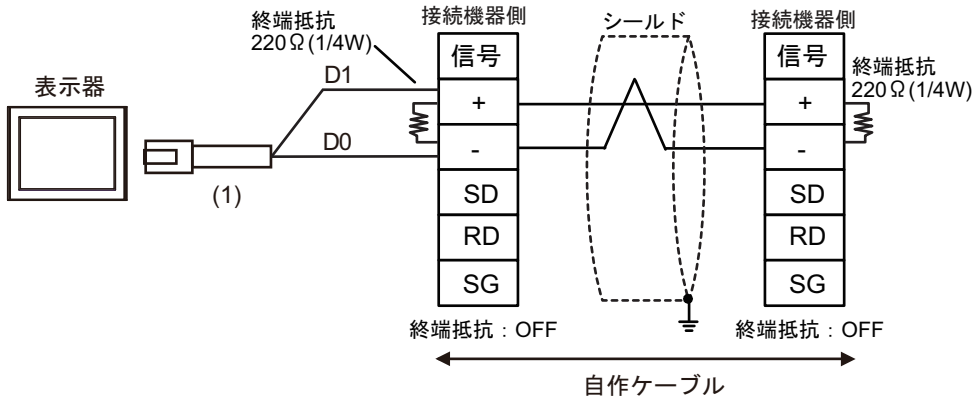 表示器
(1)
D1
D0
終端抵抗
220Ω(1/4W)
接続機器側
信号
+
-
SD
RD
SG
終端抵抗：OFF
シールド
接続機器側
信号
+
-
SD
RD
SG
終端抵抗：OFF
終端抵抗
220Ω(1/4W)
自作ケーブル